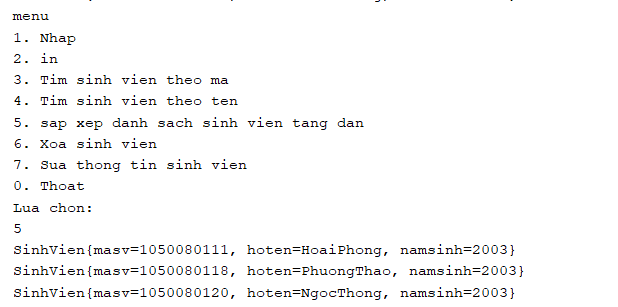 menu
1. Nhap
2. in
3. Tim sinh vien theo ma
4. Tim sinh vien theo ten
5. sap xep danh sach sinh vien tang dan
6. Xoa sinh vien
7. Sua thong tin sinh vien
0. Thoat
Lua chon:
5
SinhVien{masv=1050080111, hoten=HoaiPhong, namsinh=2003}
SinhVien{masv=1050080118, hoten=PhuongThao, namsinh=2003}
SinhVien{masv=1050080120, hoten=NgocThong, namsinh=2003}